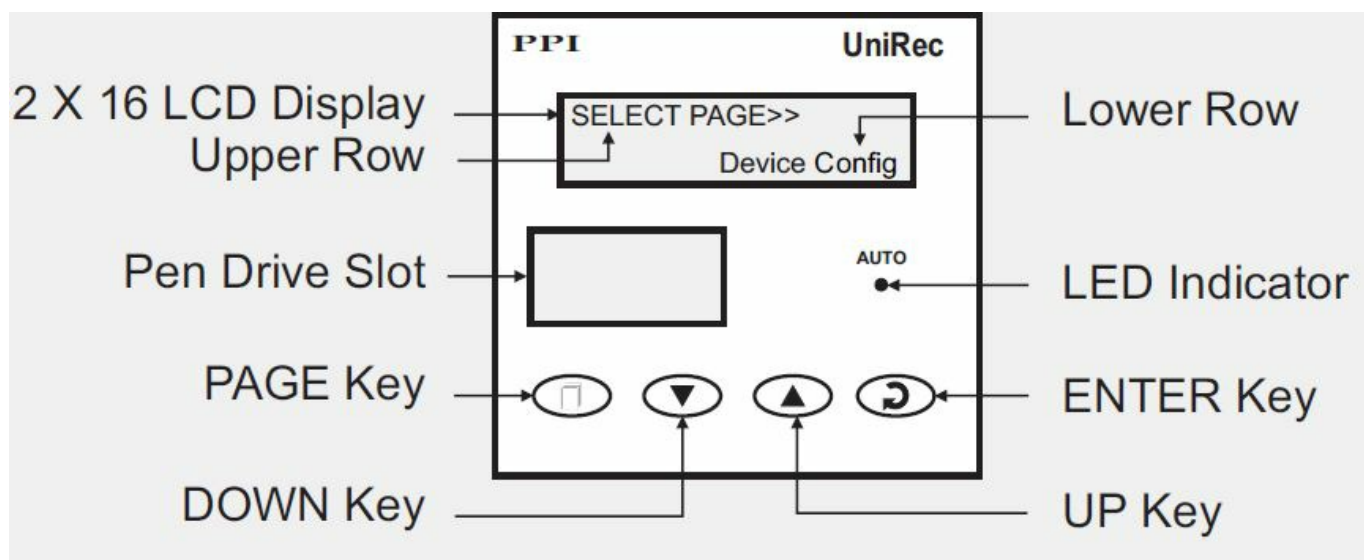 PPI UniRec
2 X 16 LCD Display
SELECT PAGE>>
Lower Row
Upper Row
Device Config
Pen Drive Slot
AUTO
LED Indicator
PAGE Key
ENTER Key
DOWN Key
UP Key